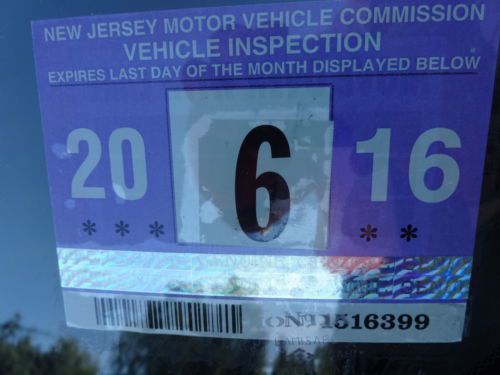 NEW JERSEY MOTOR VEHICLE COMMISSION
VEHICLE INSPECTION
EXPIRES LAST DAY OF THE MONTH DISPLAYED BELOW
20 6 16
* * * * *
1516399